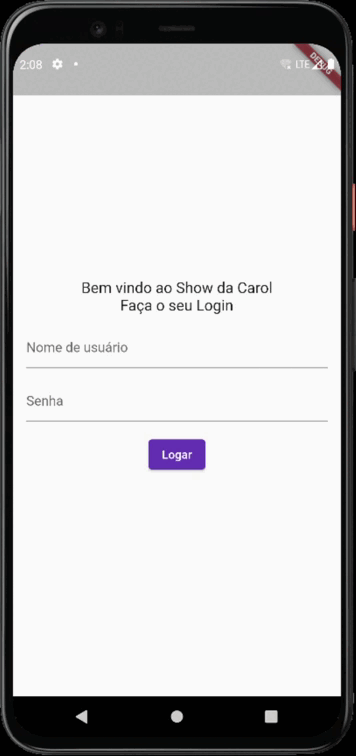 2:08
LTE
DEBUG
Bem vindo ao Show da Carol
Faça o seu Login
Nome de usuário
Senha
Logar